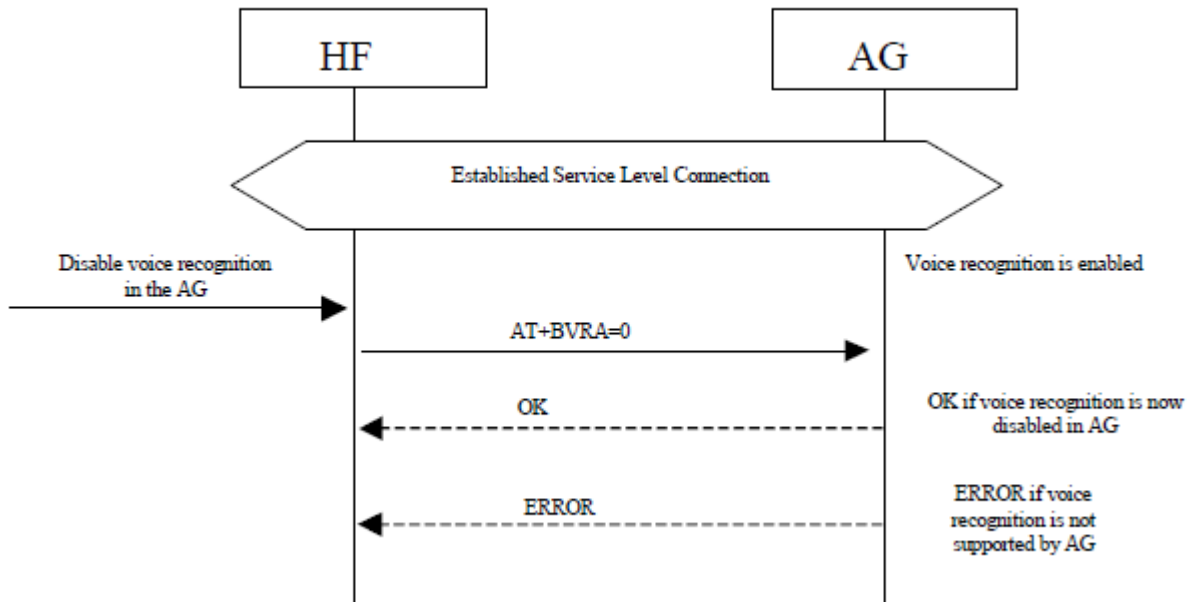 HF
AG
Established Service Level Connection
Disable voice recognition
in the AG
Voice recognition is enabled
AT+BVRA=0
OK
OK if voice recognition is now
disabled in AG
ERROR
ERROR if voice
recognition is not
supported by AG